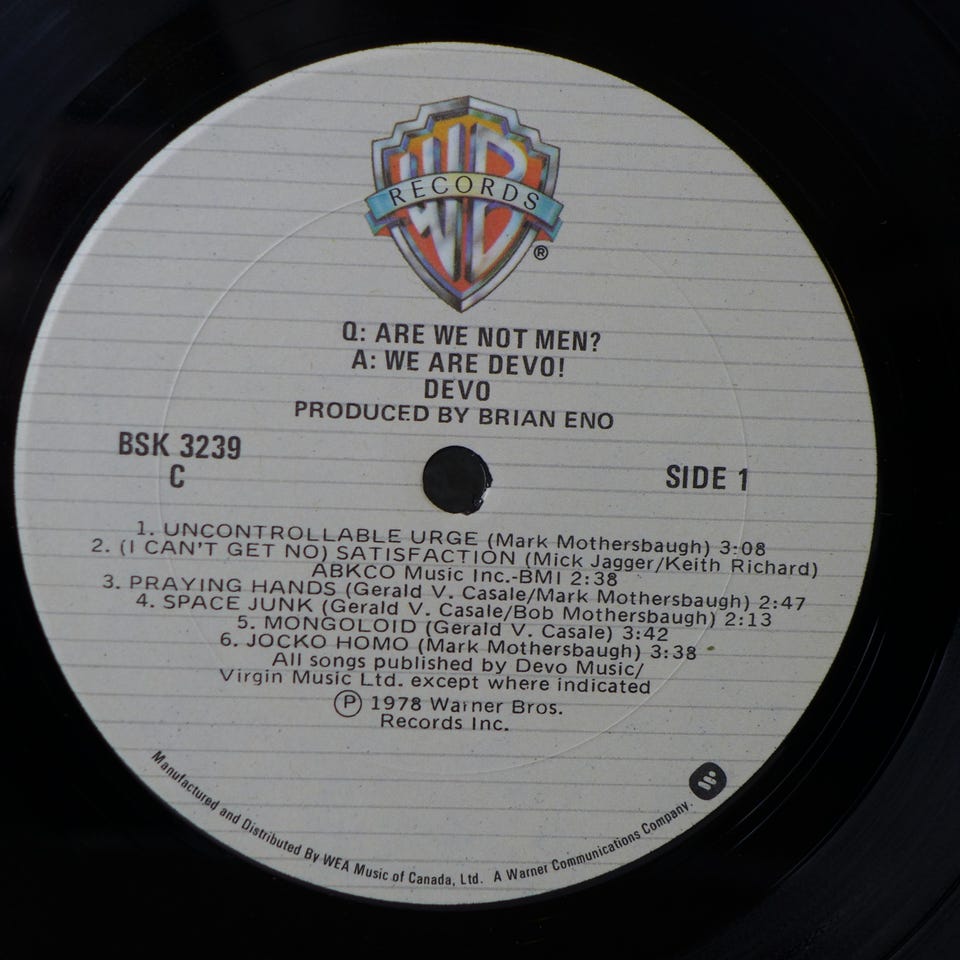 WB
RECORDS
®
Q: ARE WE NOT MEN?
A: WE ARE DEVO!
DEVO
PRODUCED BY BRIAN ENO
BSK 3239
C
SIDE 1
1. UNCONTROLLABLE URGE (Mark Mothersbaugh) 3:08
2. (I CAN'T GET NO) SATISFACTION (Mick Jagger/Keith Richard)
ABKCO Music Inc.-BMI 2:38
3. PRAYING HANDS (Gerald V. Casale/Mark Mothersbaugh) 2:47
4. SPACE JUNK (Gerald V. Casale/Bob Mothersbaugh) 2:13
5. MONGOLOID (Gerald V. Casale) 3:42
6. JOCKO HOMO (Mark Mothersbaugh) 3:38
All songs published by Devo Music/
Virgin Music Ltd. except where indicated
Ⓟ 1978 Warner Bros.
Records Inc.
Manufactured and Distributed By WEA Music of Canada, Ltd. A Warner Communications Company.